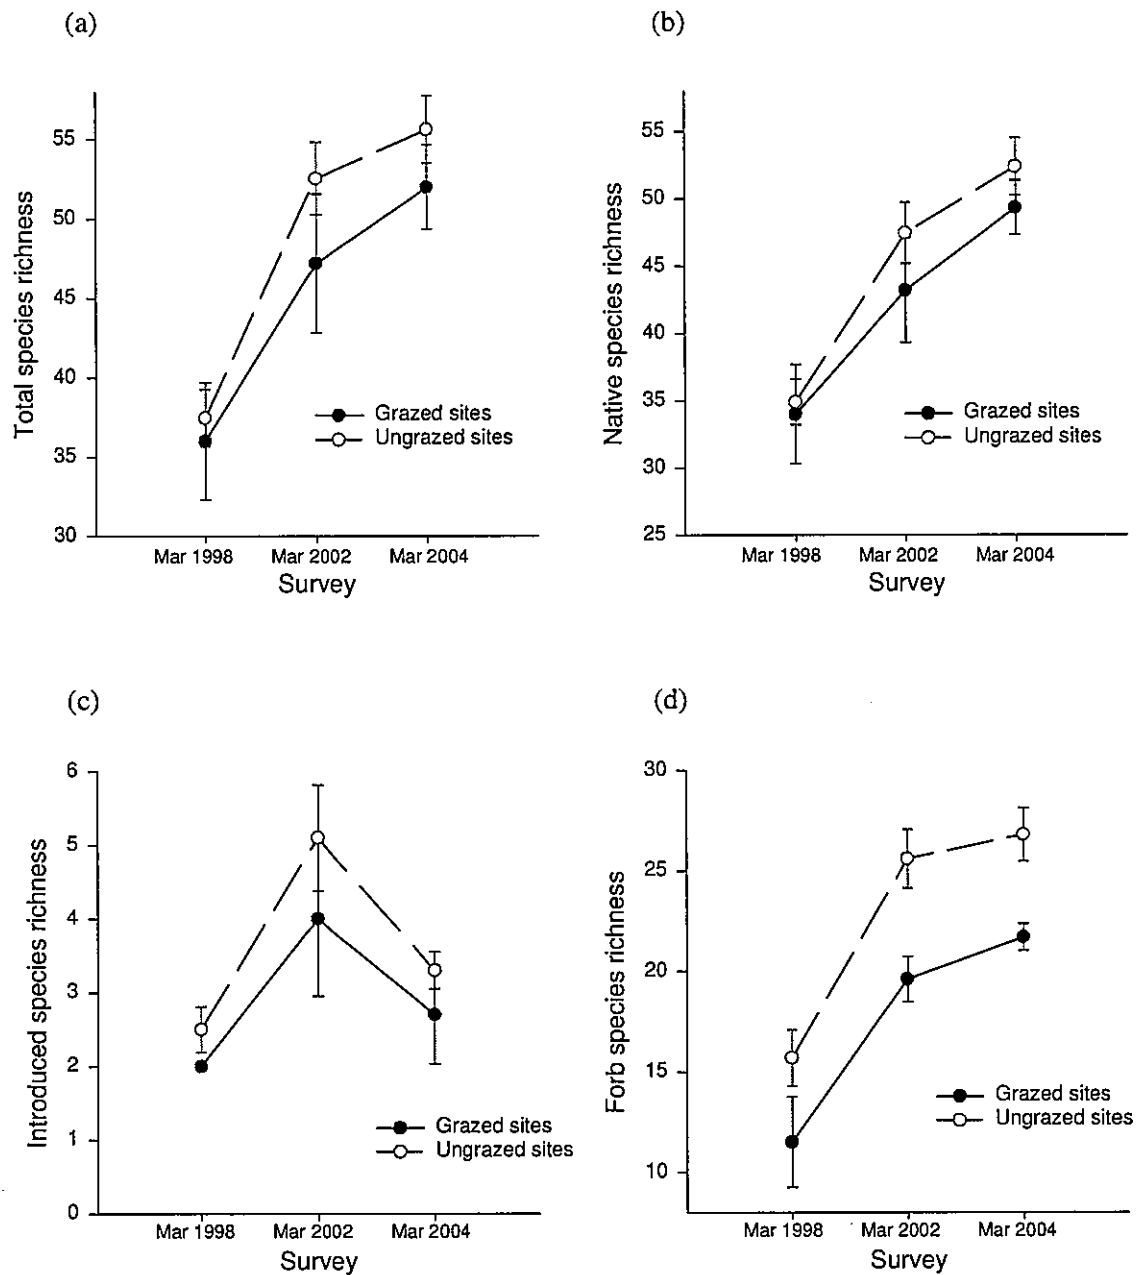 (a)
55
50
45
40
35
30
Total species richness
Grazed sites
Ungrazed sites
Mar 1998 Mar 2002 Mar 2004
Survey
(b)
55
50
45
40
35
30
25
Native species richness
Grazed sites
Ungrazed sites
Mar 1998 Mar 2002 Mar 2004
Survey
(c)
6
5
4
3
2
1
0
Introduced species richness
Grazed sites
Ungrazed sites
Mar 1998 Mar 2002 Mar 2004
Survey
(d)
30
25
20
15
10
Forb species richness
Grazed sites
Ungrazed sites
Mar 1998 Mar 2002 Mar 2004
Survey